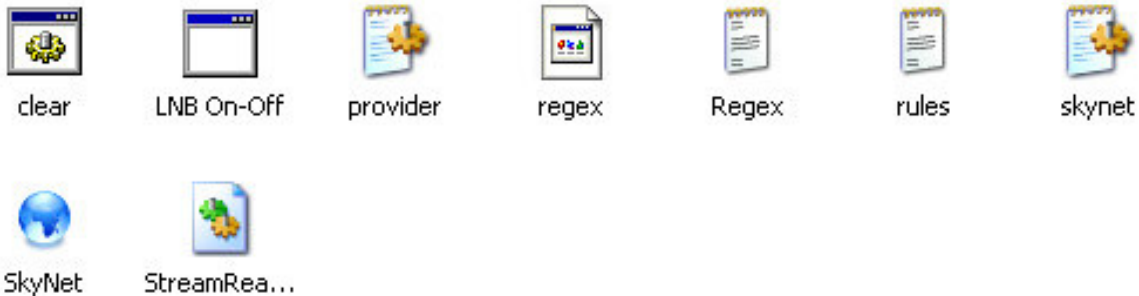 clear
LNB On-Off
provider
regex
Regex
rules
skynet
SkyNet
StreamRea...